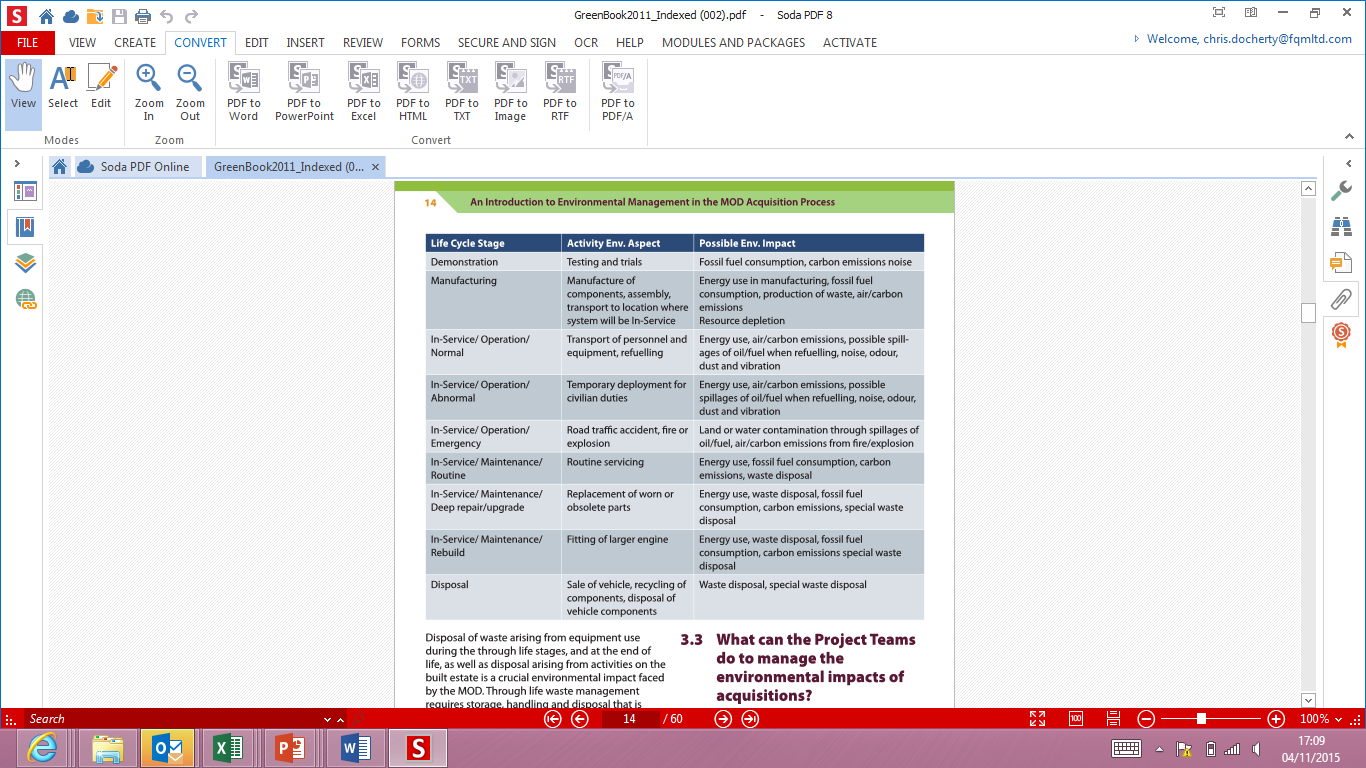 GreenBook2011_Indexed (002).pdf - Soda PDF 8
FILE VIEW CREATE CONVERT EDIT INSERT REVIEW FORMS SECURE AND SIGN OCR HELP MODULES AND PACKAGES ACTIVATE
Welcome, chris.docherty@fqmltd.com
View Select Edit Zoom In Zoom Out PDF to Word PDF to PowerPoint PDF to Excel PDF to HTML PDF to TXT PDF to Image PDF to RTF PDF to PDF/A
Modes Zoom Convert
Soda PDF Online GreenBook2011_Indexed (0...
14 An Introduction to Environmental Management in the MOD Acquisition Process
Life Cycle Stage Activity Env. Aspect Possible Env. Impact
Demonstration Testing and trials Fossil fuel consumption, carbon emissions noise
Manufacturing
Manufacture of
components, assembly,
transport to location where
system will be In-Service
Energy use in manufacturing, fossil fuel
consumption, production of waste, air/carbon
emissions
Resource depletion
In-Service/ Operation/
Normal
Transport of personnel and
equipment, refuelling
Energy use, air/carbon emissions, possible spill-
ages of oil/fuel when refuelling, noise, odour,
dust and vibration
In-Service/ Operation/
Abnormal
Temporary deployment for
civilian duties
Energy use, air/carbon emissions, possible
spillages of oil/fuel when refuelling, noise, odour,
dust and vibration
In-Service/ Operation/
Emergency
Road traffic accident, fire or
explosion
Land or water contamination through spillages of
oil/fuel, air/carbon emissions from fire/explosion
In-Service/ Maintenance/
Routine
Routine servicing
Energy use, fossil fuel consumption, carbon
emissions, waste disposal
In-Service/ Maintenance/
Deep repair/upgrade
Replacement of worn or
obsolete parts
Energy use, waste disposal, fossil fuel
consumption, carbon emissions, special waste
disposal
In-Service/ Maintenance/
Rebuild
Fitting of larger engine
Energy use, waste disposal, fossil fuel
consumption, carbon emissions special waste
disposal
Disposal
Sale of vehicle, recycling of
components, disposal of
vehicle components
Waste disposal, special waste disposal
Disposal of waste arising from equipment use
during the through life stages, and at the end of
life, as well as disposal arising from activities on the
built estate is a crucial environmental impact faced
by the MOD. Through life waste management
requires storage, handling and disposal that is
3.3 What can the Project Teams
do to manage the
environmental impacts of
acquisitions?
Search 14 / 60 100%
17:09
04/11/2015